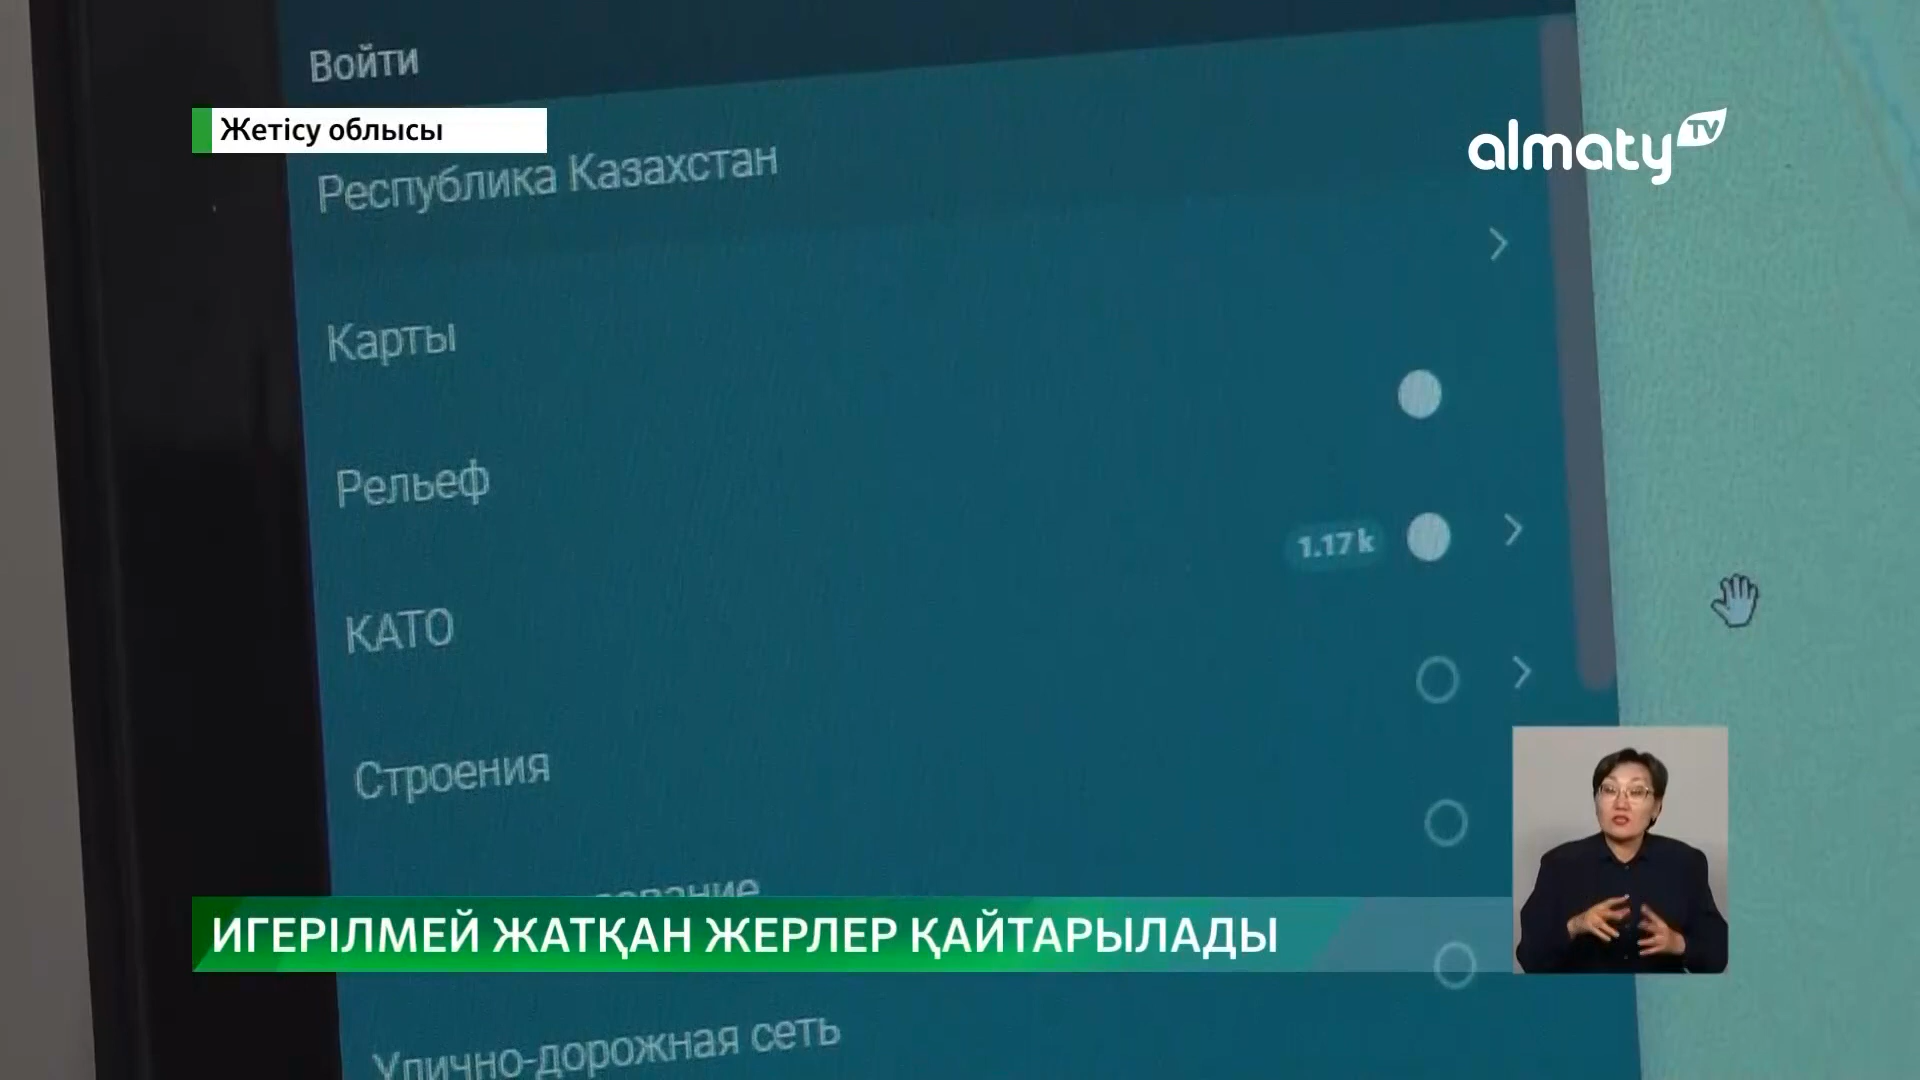 Войти
Жетісу облысы
almaty TV
Республика Казахстан
Карты
Рельеф
1.17k
КАТО
Строения
ИГЕРІЛМЕЙ ЖАТҚАН ЖЕРЛЕР ҚАЙТАРЫЛАДЫ
Улично-дорожная сеть